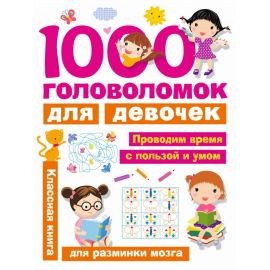 1000
ГОЛОВОЛОМОК
ДЛЯ ДЕВОЧЕК
Проводим время
с пользой и умом
Классная книга
для разминки мозга